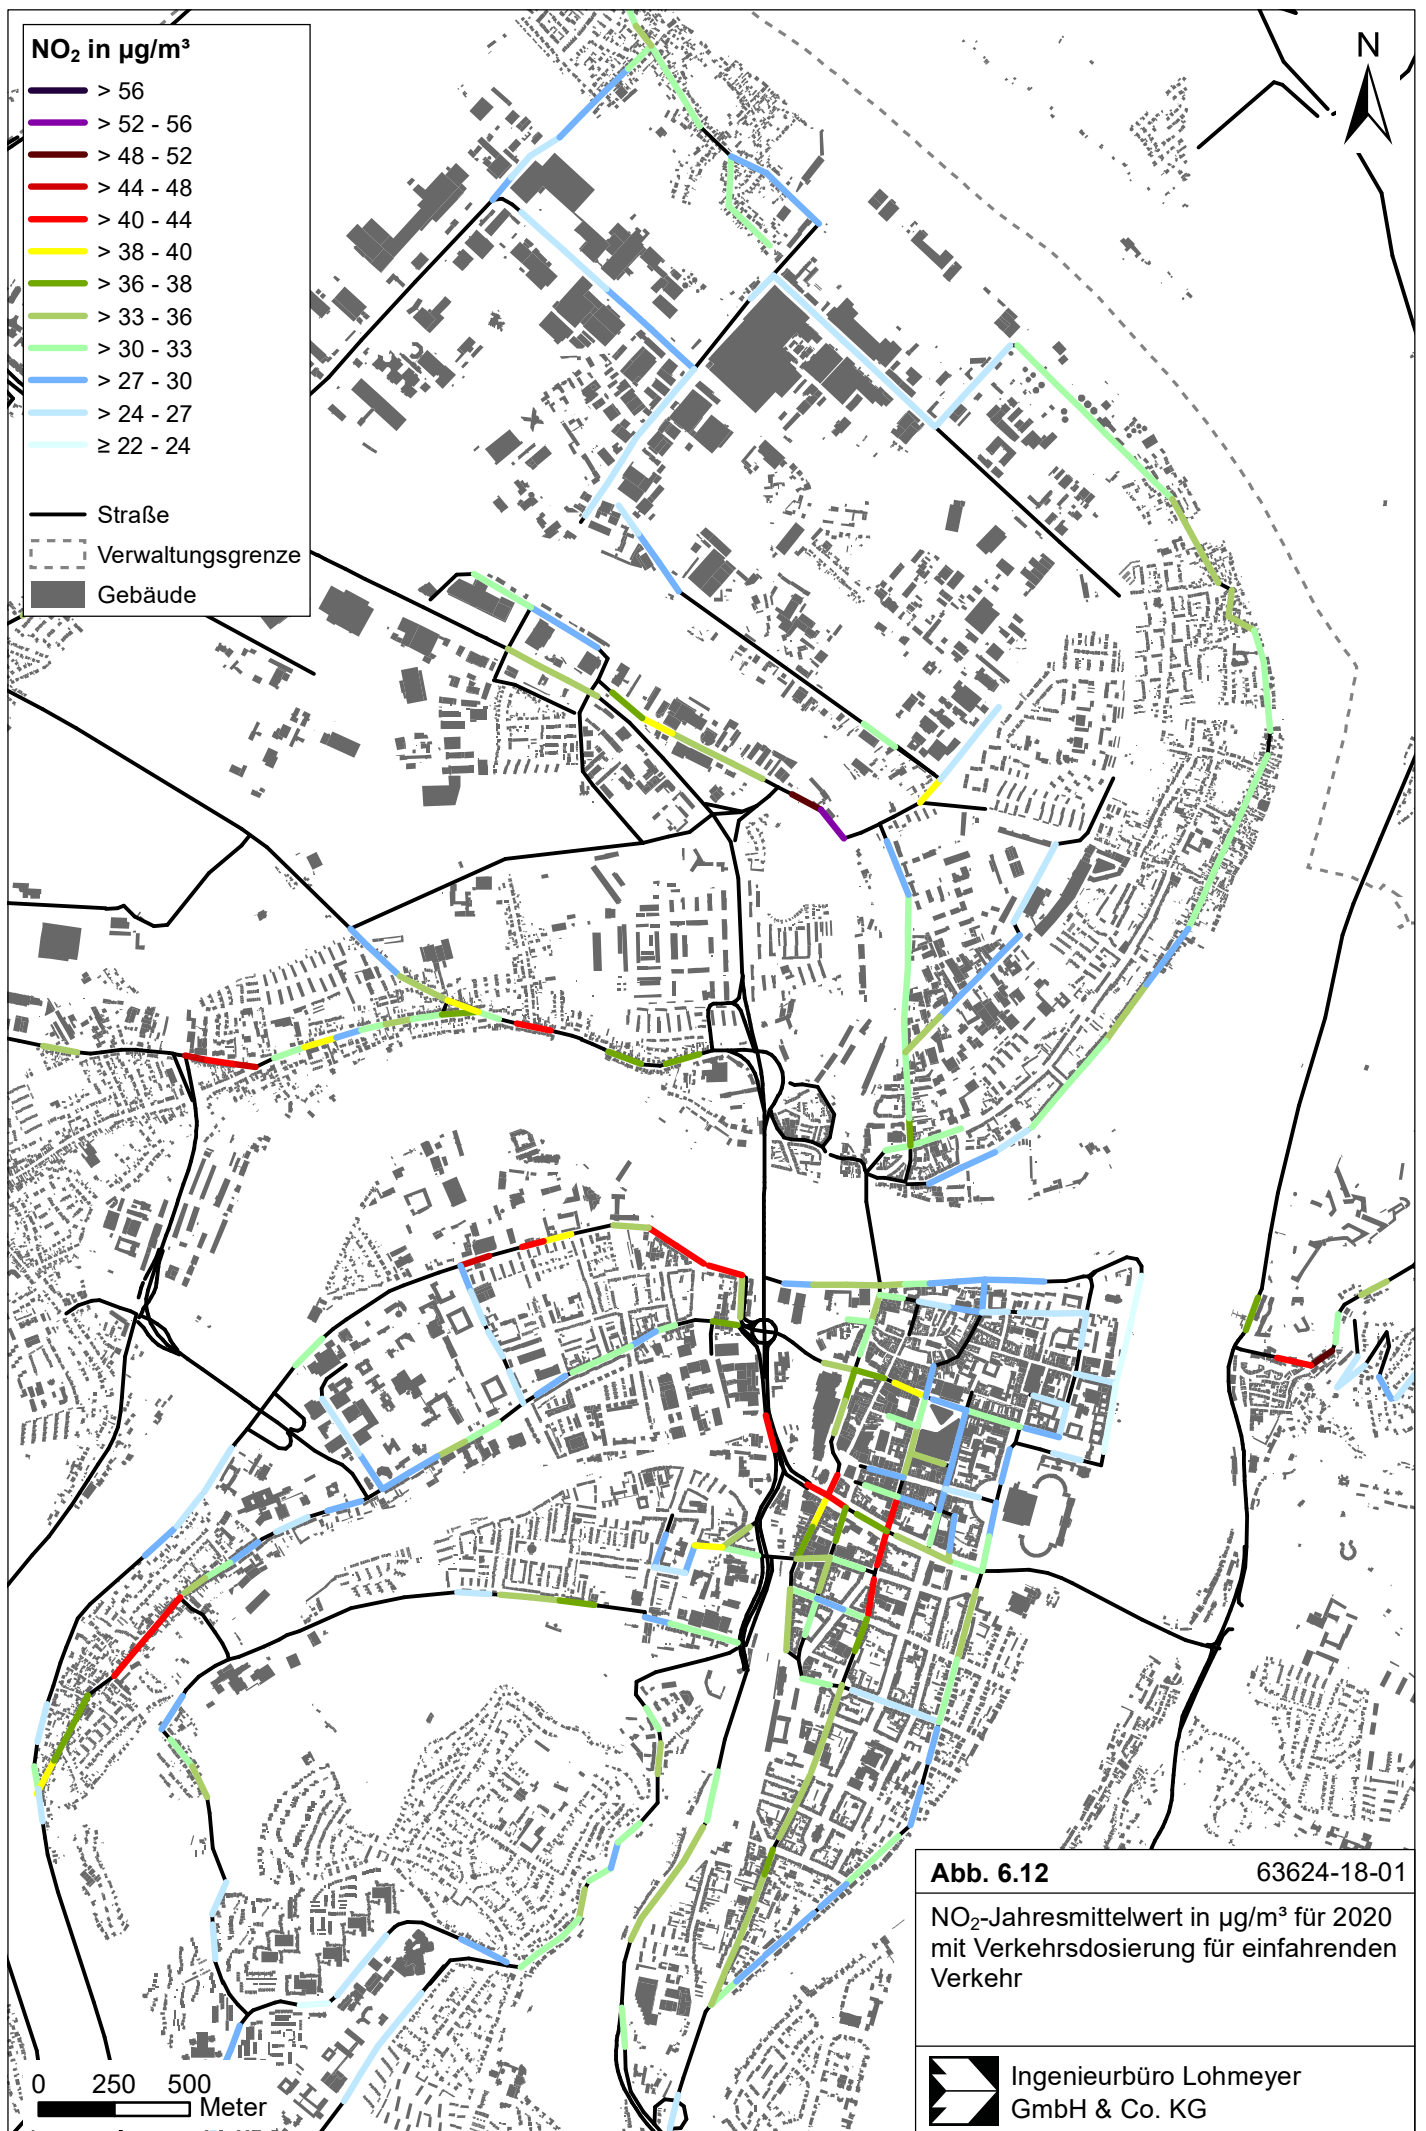 NO₂ in µg/m³
> 56
> 52 - 56
> 48 - 52
> 44 - 48
> 40 - 44
> 38 - 40
> 36 - 38
> 33 - 36
> 30 - 33
> 27 - 30
> 24 - 27
≥ 22 - 24
Straße
Verwaltungsgrenze
Gebäude
N
0 250 500
Meter
Abb. 6.12 63624-18-01
NO₂-Jahresmittelwert in µg/m³ für 2020
mit Verkehrsdosierung für einfahrenden
Verkehr
Ingenieurbüro Lohmeyer
GmbH & Co. KG